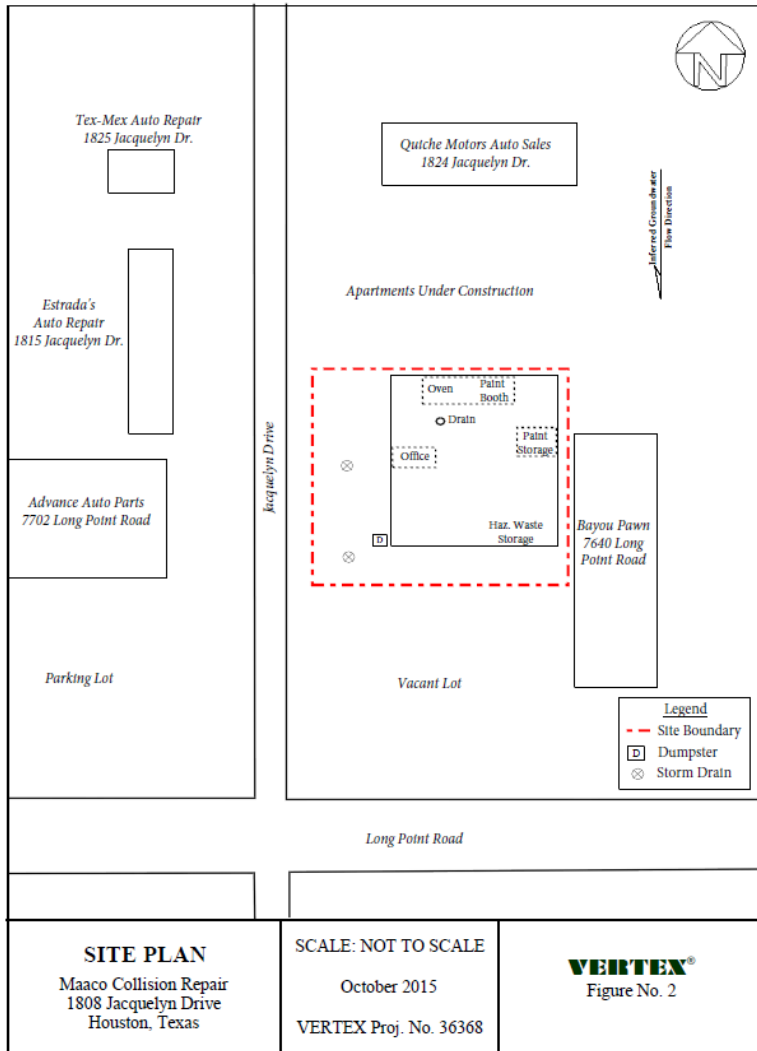 N
Tex-Mex Auto Repair
1825 Jacquelyn Dr.
Quiche Motors Auto Sales
1824 Jacquelyn Dr.
Inferred Groundwater
Flow Direction
Estrada's
Auto Repair
1815 Jacquelyn Dr.
Apartments Under Construction
Oven
Paint
Booth
Drain
Paint
Storage
Office
Jacquelyn Drive
Advance Auto Parts
7702 Long Point Road
Haz. Waste
Storage
D
Bayou Pawn
7640 Long
Point Road
Parking Lot
Vacant Lot
Legend
Site Boundary
D Dumpster
Storm Drain
Long Point Road
SITE PLAN
Maaco Collision Repair
1808 Jacquelyn Drive
Houston, Texas
SCALE: NOT TO SCALE
October 2015
VERTEX Proj. No. 36368
VERTEX®
Figure No. 2